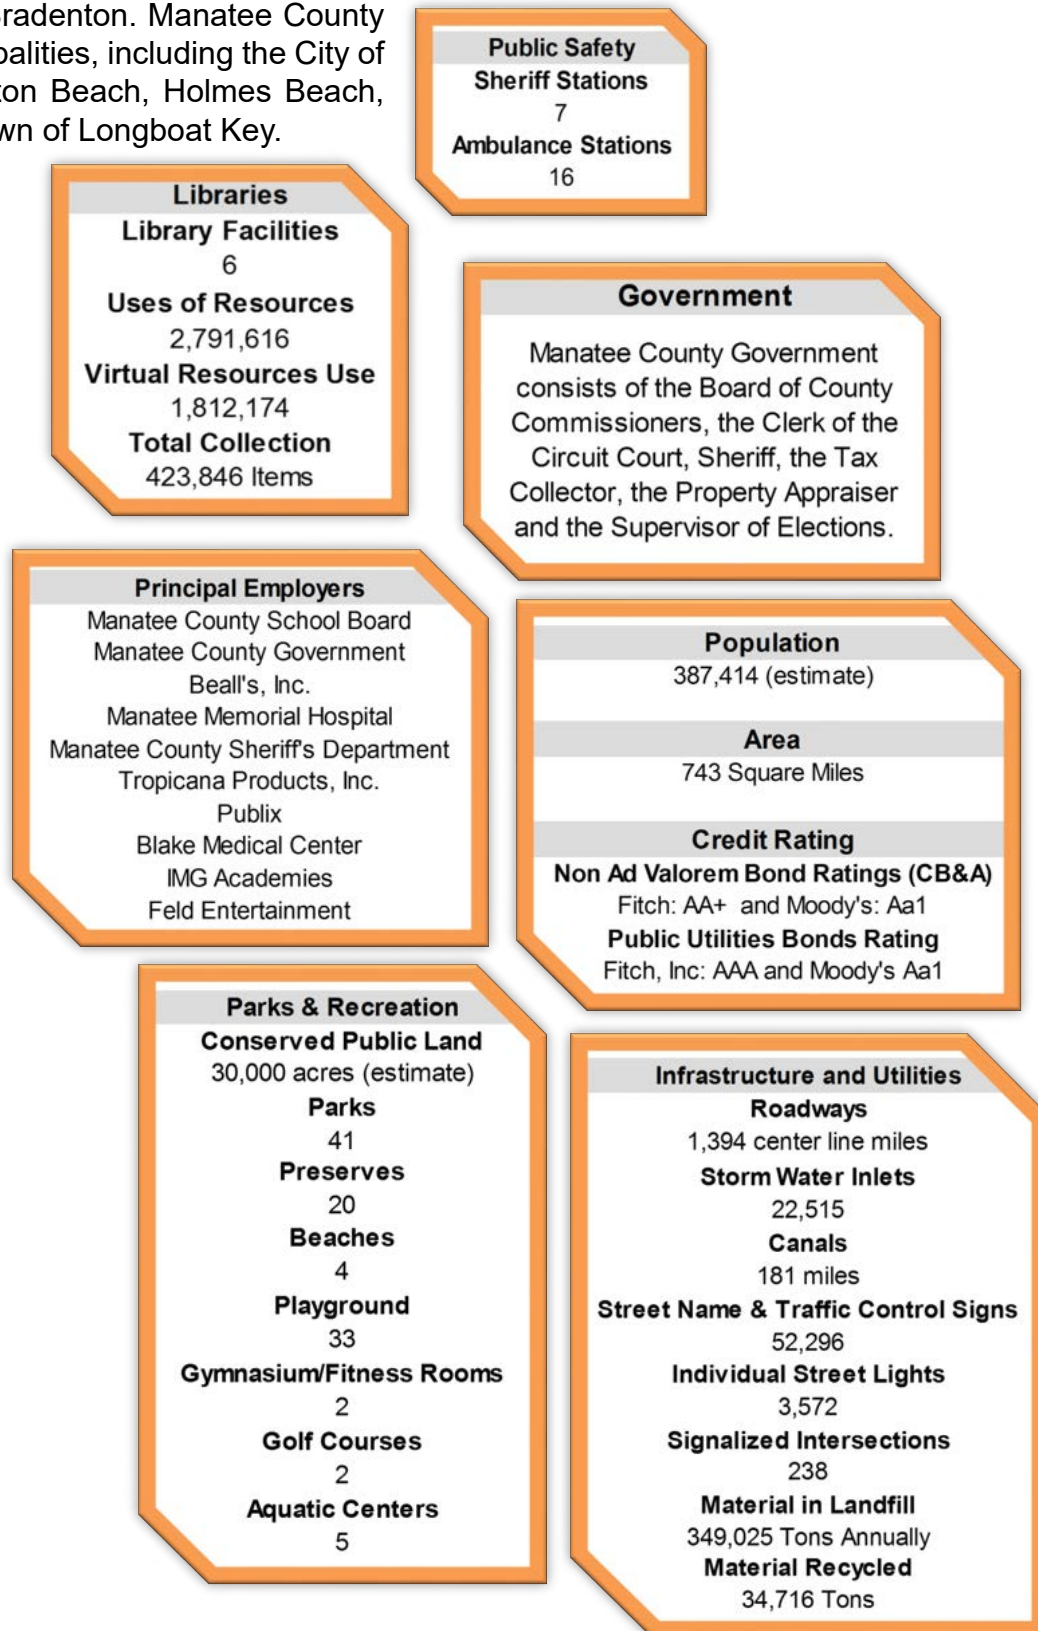 Bradenton. Manatee County
palities, including the City of
ton Beach, Holmes Beach,
wn of Longboat Key.
Public Safety
Sheriff Stations
7
Ambulance Stations
16
Libraries
Library Facilities
6
Uses of Resources
2,791,616
Virtual Resources Use
1,812,174
Total Collection
423,846 Items
Government
Manatee County Government
consists of the Board of County
Commissioners, the Clerk of the
Circuit Court, Sheriff, the Tax
Collector, the Property Appraiser
and the Supervisor of Elections.
Principal Employers
Manatee County School Board
Manatee County Government
Beall's, Inc.
Manatee Memorial Hospital
Manatee County Sheriff's Department
Tropicana Products, Inc.
Publix
Blake Medical Center
IMG Academies
Feld Entertainment
Population
387,414 (estimate)
Area
743 Square Miles
Credit Rating
Non Ad Valorem Bond Ratings (CB&A)
Fitch: AA+ and Moody's: Aa1
Public Utilities Bonds Rating
Fitch, Inc: AAA and Moody's Aa1
Parks & Recreation
Conserved Public Land
30,000 acres (estimate)
Parks
41
Preserves
20
Beaches
4
Playground
33
Gymnasium/Fitness Rooms
2
Golf Courses
2
Aquatic Centers
5
Infrastructure and Utilities
Roadways
1,394 center line miles
Storm Water Inlets
22,515
Canals
181 miles
Street Name & Traffic Control Signs
52,296
Individual Street Lights
3,572
Signalized Intersections
238
Material in Landfill
349,025 Tons Annually
Material Recycled
34,716 Tons